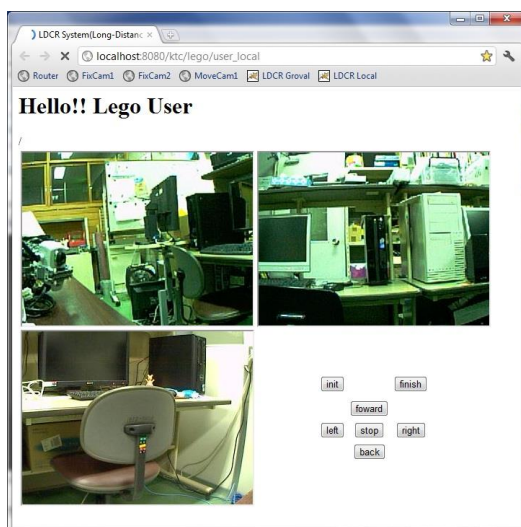 LDCR System(Long-Distanc
localhost:8080/ktc/lego/user_local
Router FixCam1 FixCam2 MoveCam1 LDCR Groval LDCR Local
Hello!! Lego User
/
init finish
foward
left stop right
back